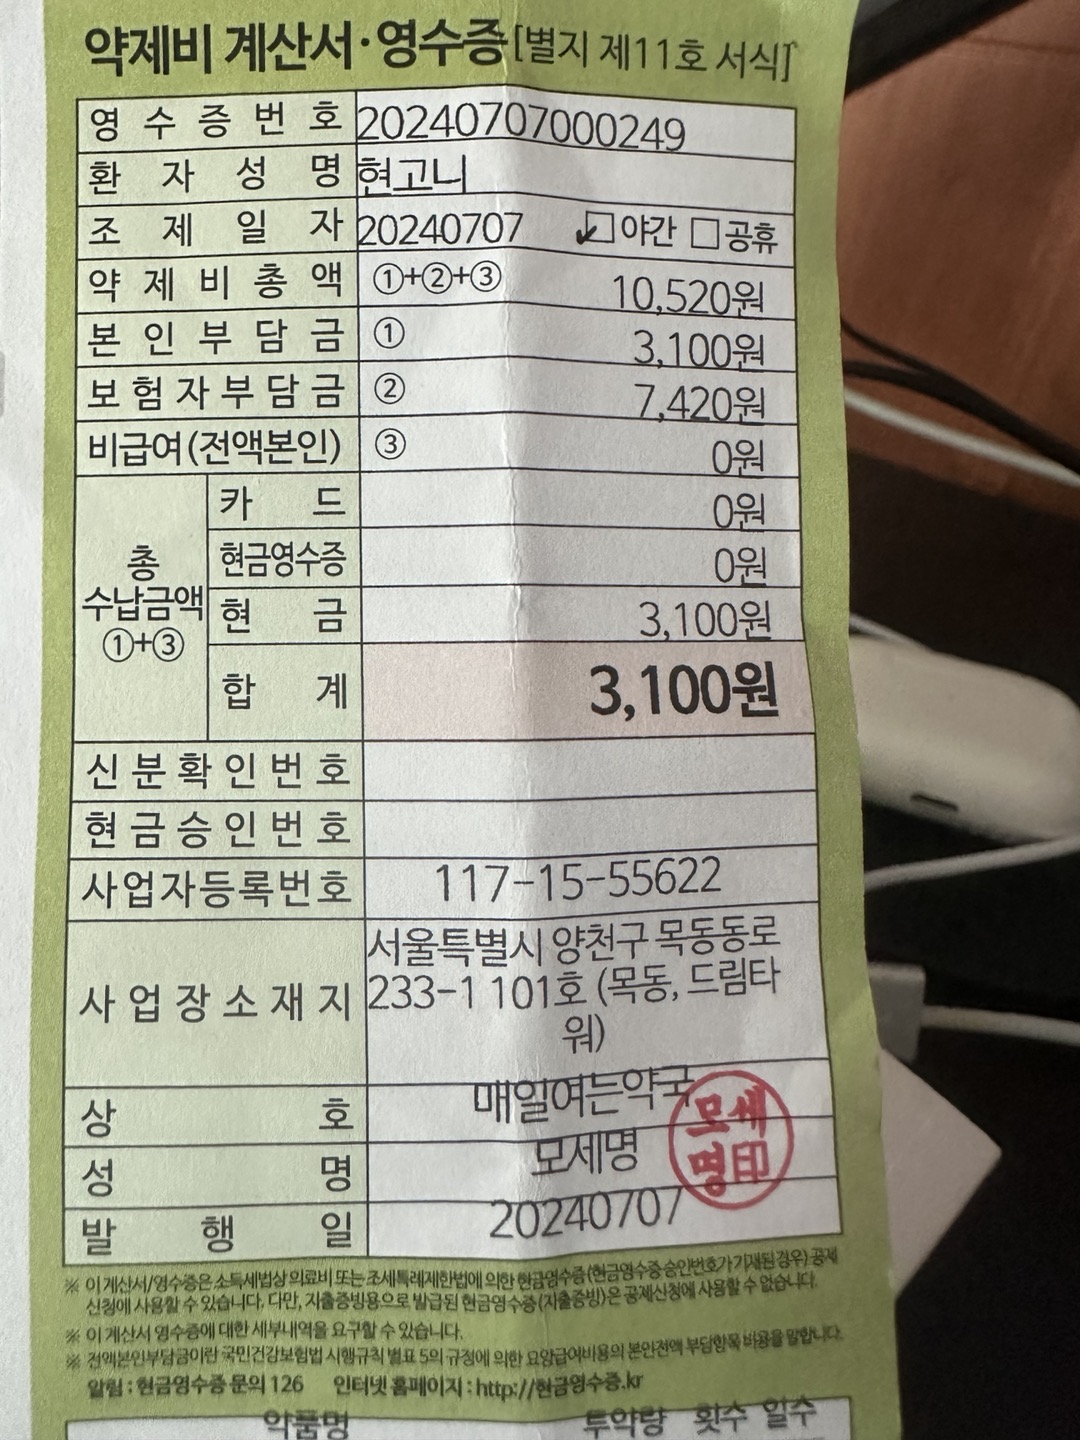 약제비 계산서·영수증[별지 제11호 서식]
영수증번호 20240707000249
환자성명 현고니
조제일자 20240707 ☑야간 ☐공휴
약제비총액 ①+②+③ 10,520원
본인부담금 ① 3,100원
보험자부담금 ② 7,420원
비급여(전액본인) ③ 0원
총
수납금액
①+③
카드 0원
현금영수증 0원
현금 3,100원
합계 3,100원
신분확인번호
현금승인번호
사업자등록번호 117-15-55622
사업장소재지 서울특별시 양천구 목동동로
233-1 101호 (목동, 드림타
워)
상호 매일여는약국
성명 모세명
모세
명印
발행일 20240707
※ 이 계산서/영수증은 소득세법상 의료비 또는 조세특례제한법에 의한 현금영수증(현금영수증 승인번호가 기재된 경우) 공제
신청에 사용할 수 있습니다. 다만, 지출증빙용으로 발급된 현금영수증(지출증빙)은 공제신청에 사용할 수 없습니다.
※ 이 계산서 영수증에 대한 세부내역을 요구할 수 있습니다.
※ 전액본인부담금이란 국민건강보험법 시행규칙 별표 5의 규정에 의한 요양급여비용의 본인전액 부담항목 비용을 말합니다.
알림 : 현금영수증 문의 126 인터넷 홈페이지 : http://현금영수증.kr
약품명 투약량 횟수 일수